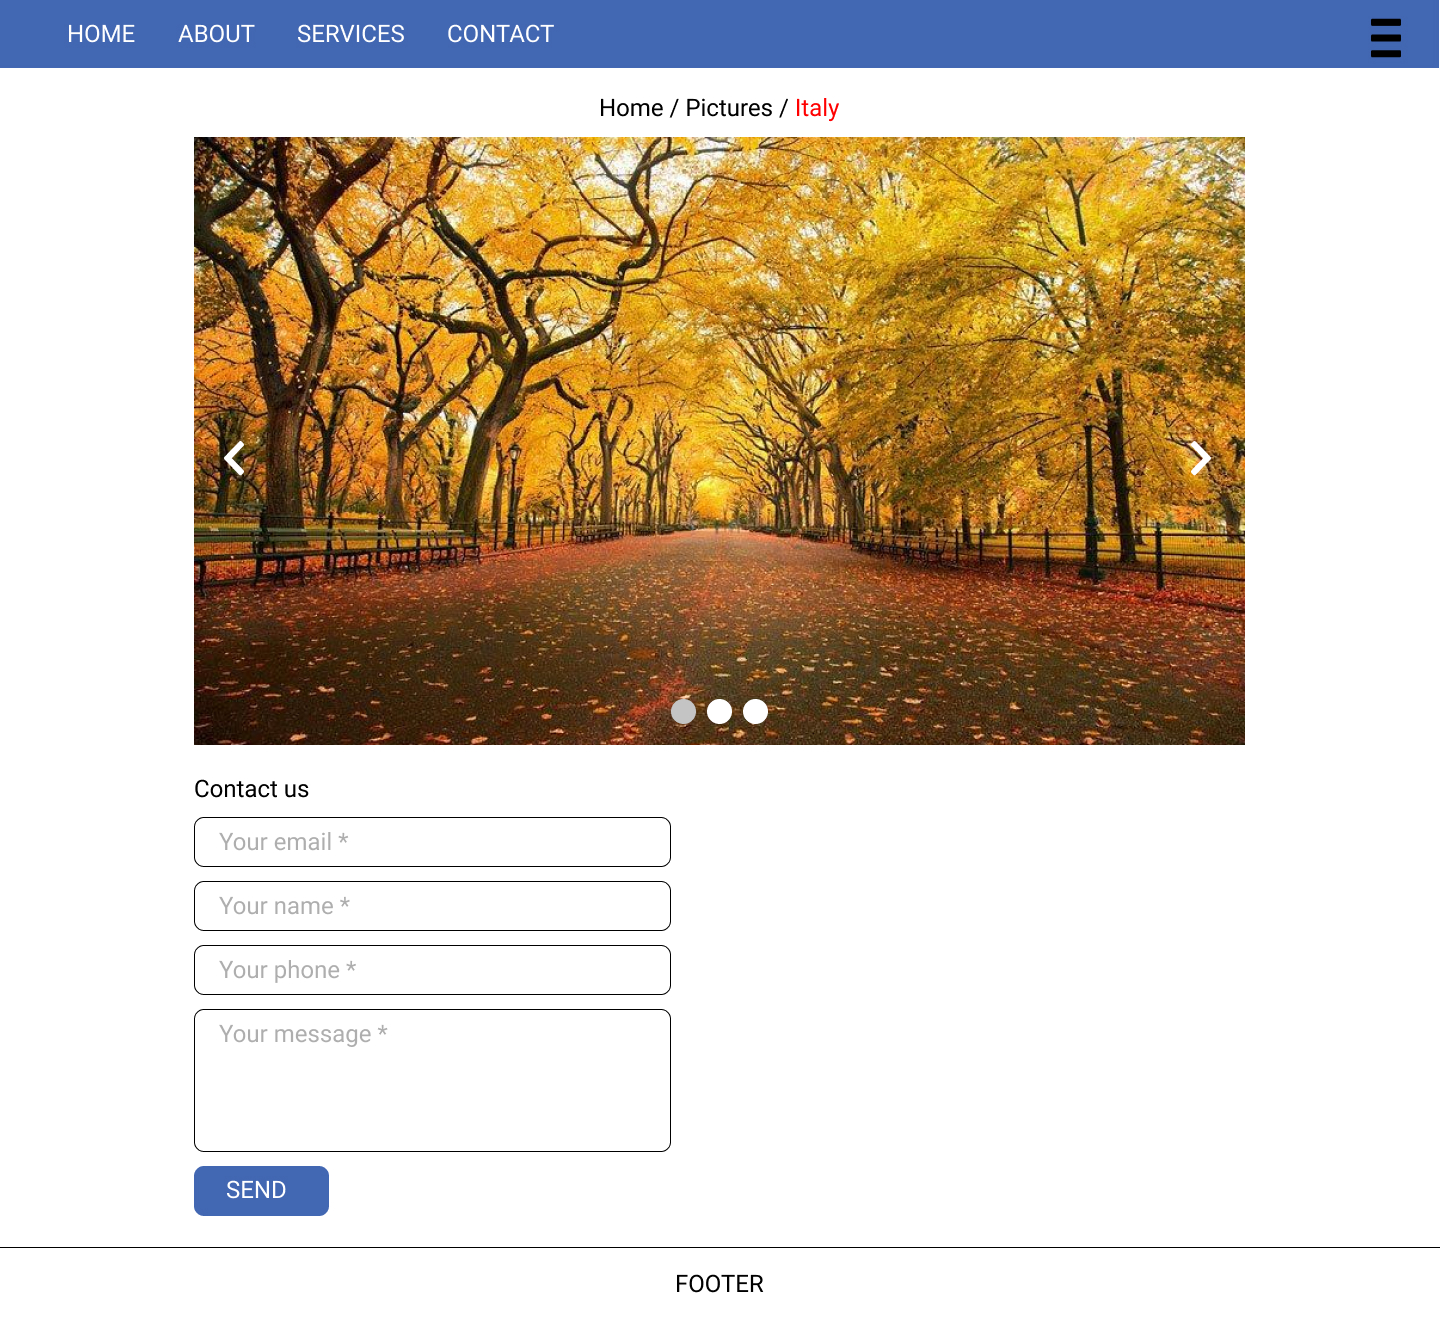 HOME ABOUT SERVICES CONTACT
Home / Pictures / Italy
Contact us
Your email *
Your name *
Your phone *
Your message *
SEND
FOOTER